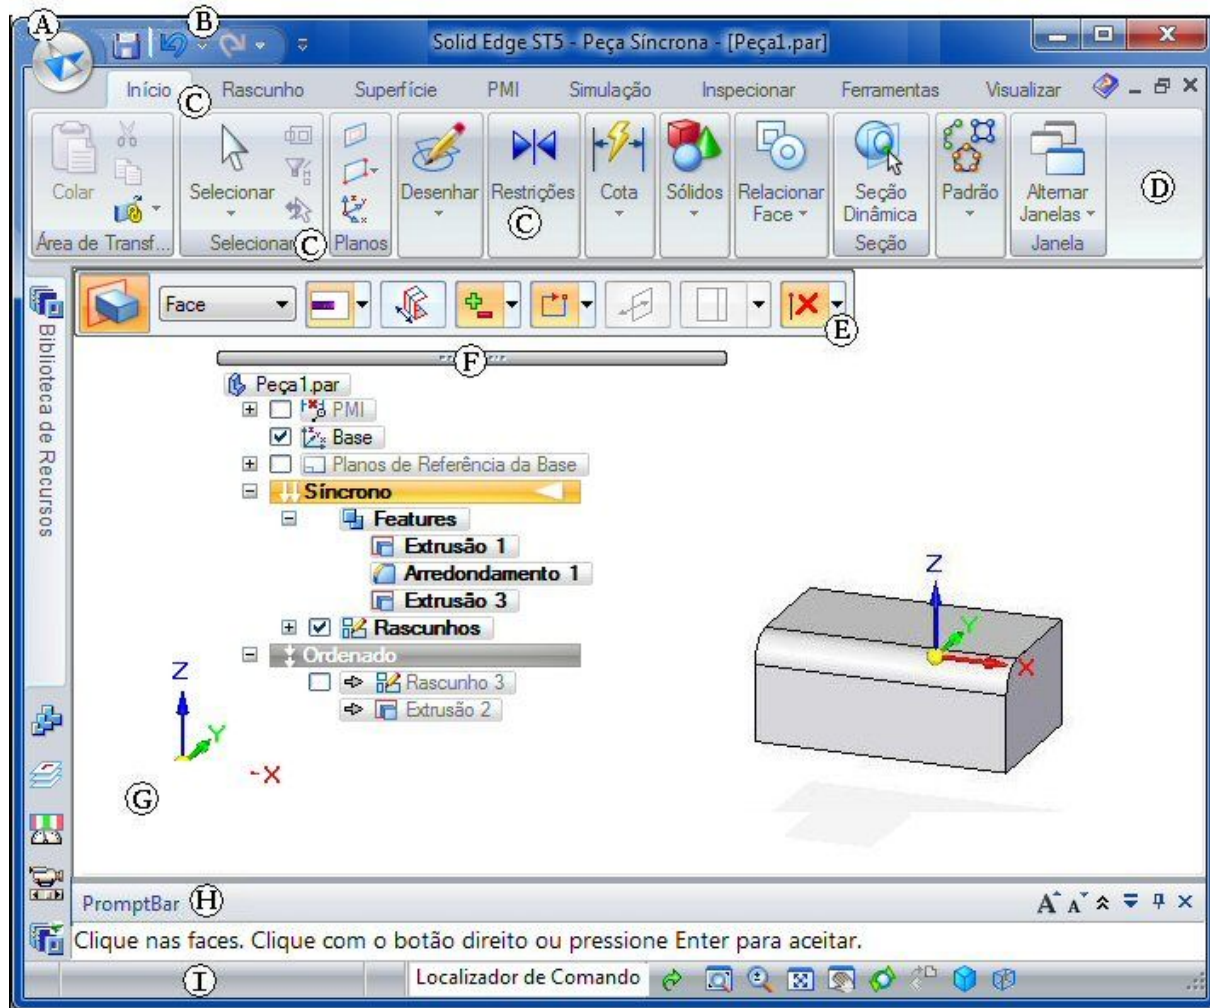 A
B
Solid Edge ST5 - Peça Síncrona - [Peça1.par]
Início C Rascunho Superfície PMI Simulação Inspecionar Ferramentas Visualizar
Colar Selecionar Desenhar Restrições Cota Sólidos Relacionar Face Seção Dinâmica Padrão Alternar Janelas D
C
Área de Transf... Selecionar C Planos Seção Janela
Face
E
F
Peça1.par
PMI
Base
Planos de Referência da Base
Síncrono
Features
Extrusão 1
Arredondamento 1
Extrusão 3
Rascunhos
Ordenado
Rascunho 3
Extrusão 2
Biblioteca de Recursos
Z
Y
X
G
Z
Y
X
PromptBar H A A
Clique nas faces. Clique com o botão direito ou pressione Enter para aceitar.
I Localizador de Comando